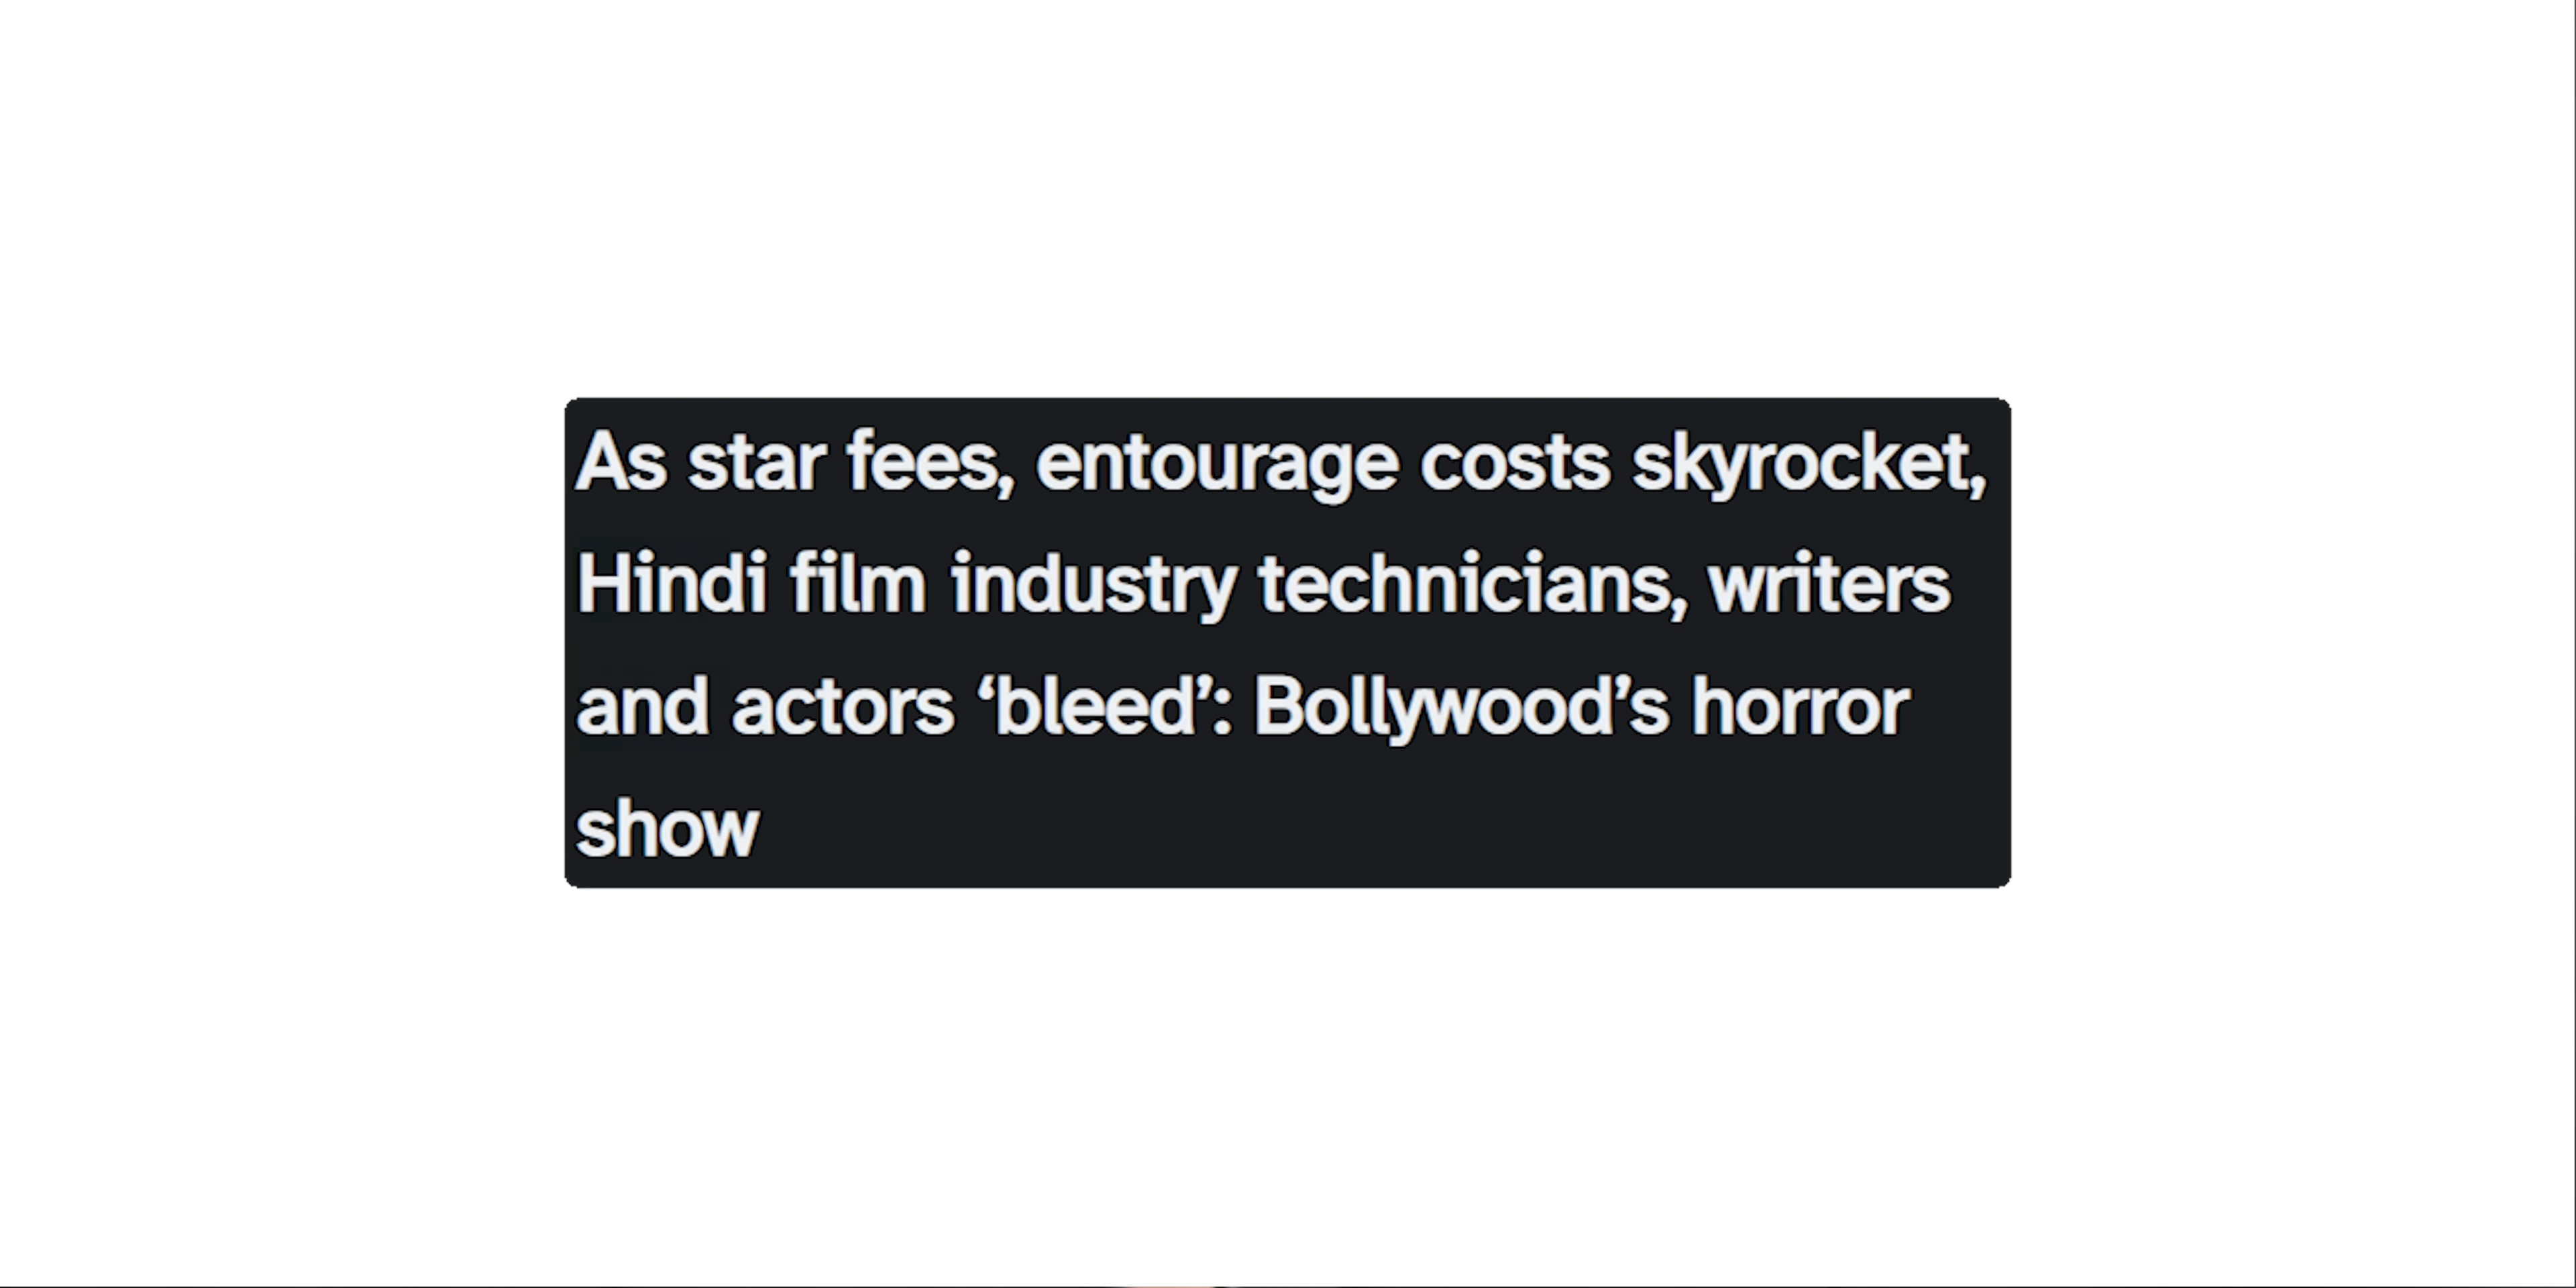 As star fees, entourage costs skyrocket,
Hindi film industry technicians, writers
and actors ‘bleed’: Bollywood’s horror
show